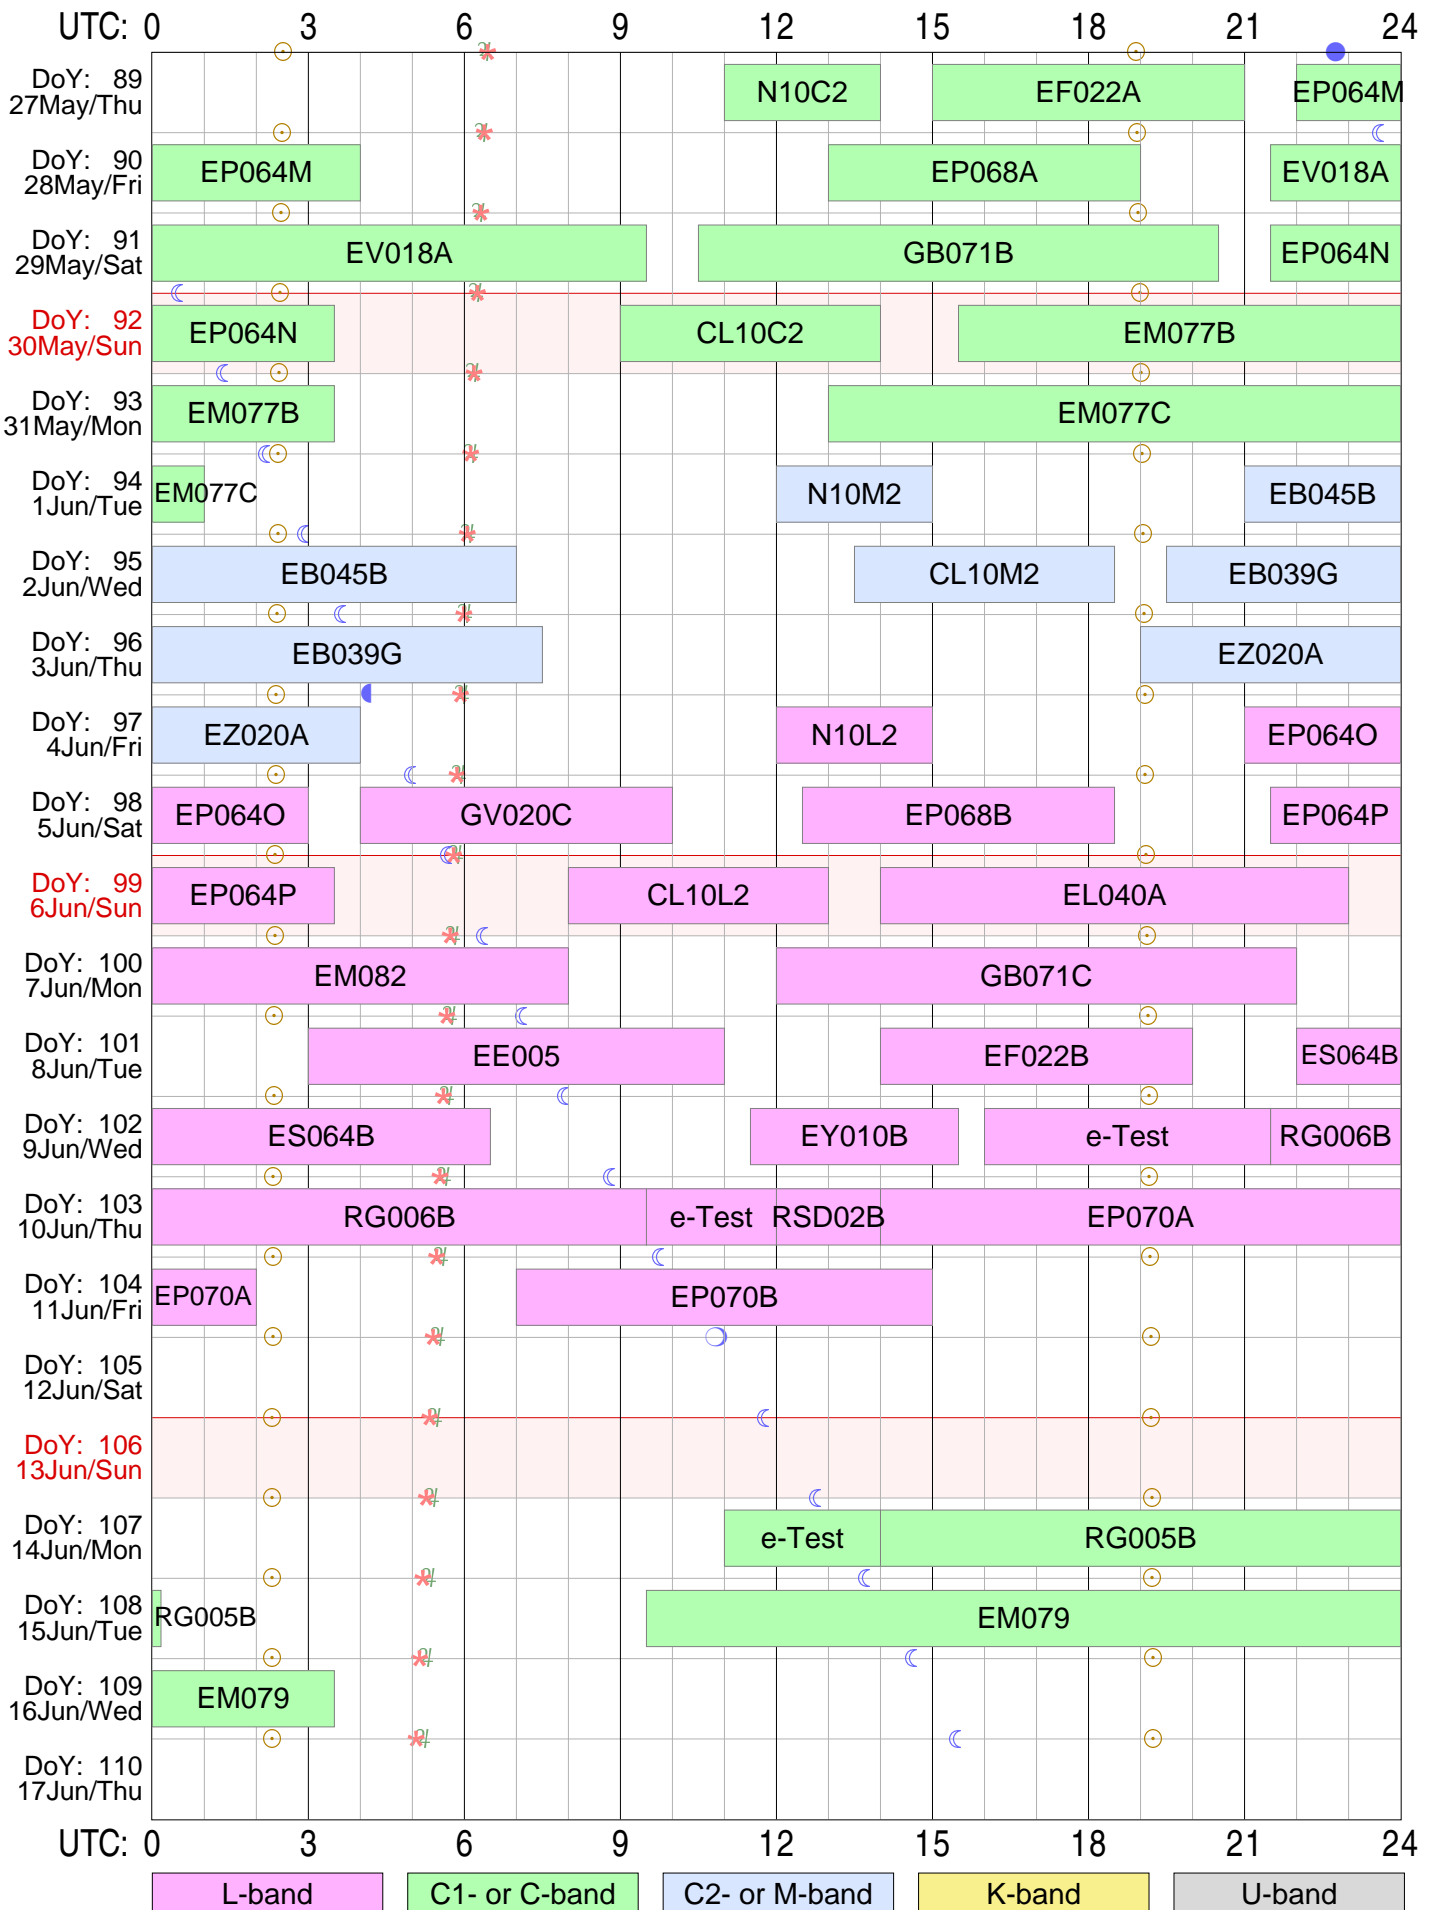 UTC: 0 3 6 9 12 15 18 21 24
DoY: 89
27May/Thu
N10C2 EF022A EP064M
DoY: 90
28May/Fri
EP064M EP068A EV018A
DoY: 91
29May/Sat
EV018A GB071B EP064N
DoY: 92
30May/Sun
EP064N CL10C2 EM077B
DoY: 93
31May/Mon
EM077B EM077C
DoY: 94
1Jun/Tue
EM077C N10M2 EB045B
DoY: 95
2Jun/Wed
EB045B CL10M2 EB039G
DoY: 96
3Jun/Thu
EB039G EZ020A
DoY: 97
4Jun/Fri
EZ020A N10L2 EP064O
DoY: 98
5Jun/Sat
EP064O GV020C EP068B EP064P
DoY: 99
6Jun/Sun
EP064P CL10L2 EL040A
DoY: 100
7Jun/Mon
EM082 GB071C
DoY: 101
8Jun/Tue
EE005 EF022B ES064B
DoY: 102
9Jun/Wed
ES064B EY010B e-Test RG006B
DoY: 103
10Jun/Thu
RG006B e-Test RSD02B EP070A
DoY: 104
11Jun/Fri
EP070A EP070B
DoY: 105
12Jun/Sat
DoY: 106
13Jun/Sun
DoY: 107
14Jun/Mon
e-Test RG005B
DoY: 108
15Jun/Tue
RG005B EM079
DoY: 109
16Jun/Wed
EM079
DoY: 110
17Jun/Thu
UTC: 0 3 6 9 12 15 18 21 24
L-band C1- or C-band C2- or M-band K-band U-band